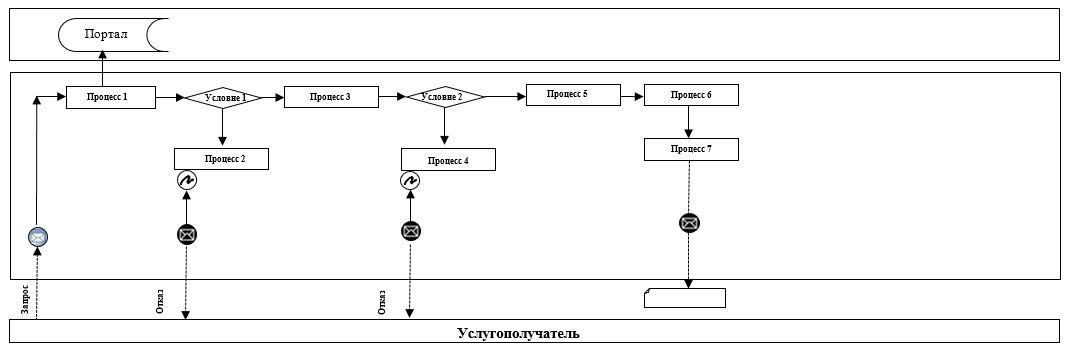 Портал
Процесс 1
Условие 1
Процесс 3
Условие 2
Процесс 5
Процесс 6
Процесс 2
Процесс 4
Процесс 7
Запрос
Отказ
Отказ
Услугополучатель